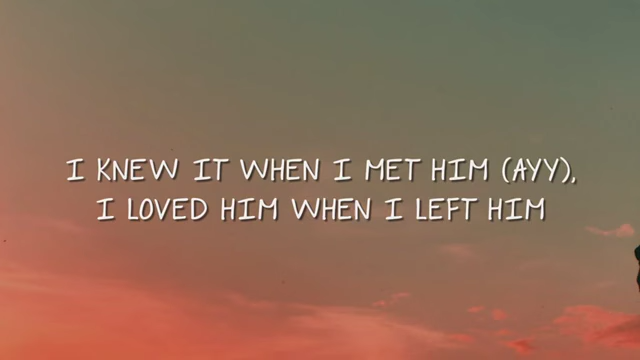 I KNEW IT WHEN I MET HIM (AYY),
I LOVED HIM WHEN I LEFT HIM